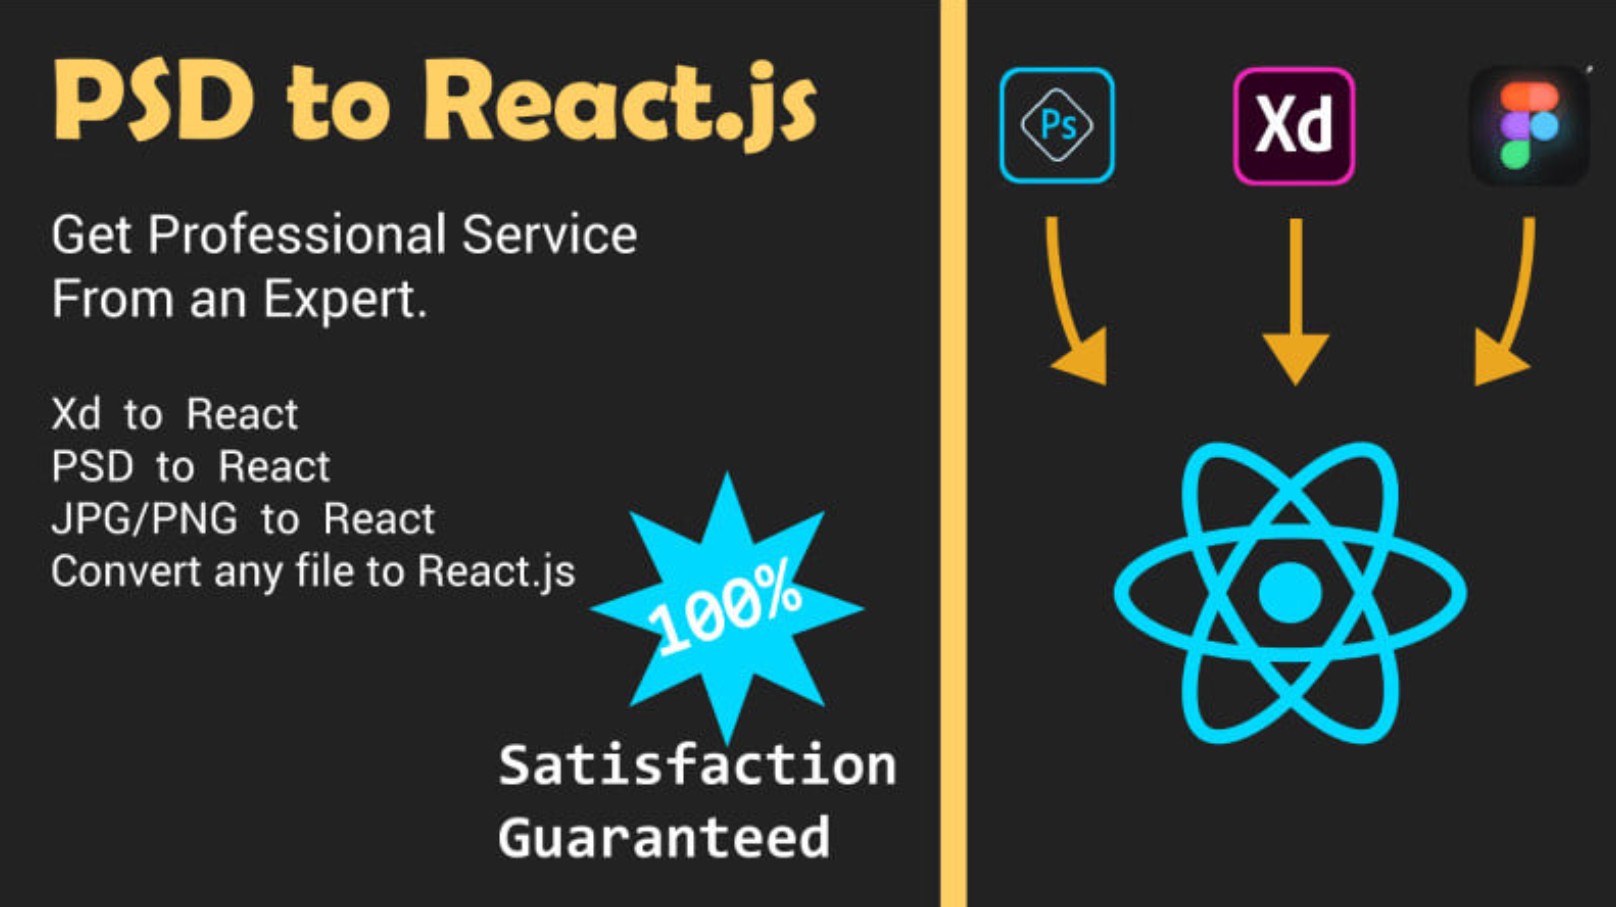 PSD to React.js
Get Professional Service
From an Expert.
Xd to React
PSD to React
JPG/PNG to React
Convert any file to React.js
100%
Satisfaction
Guaranteed
Ps
Xd